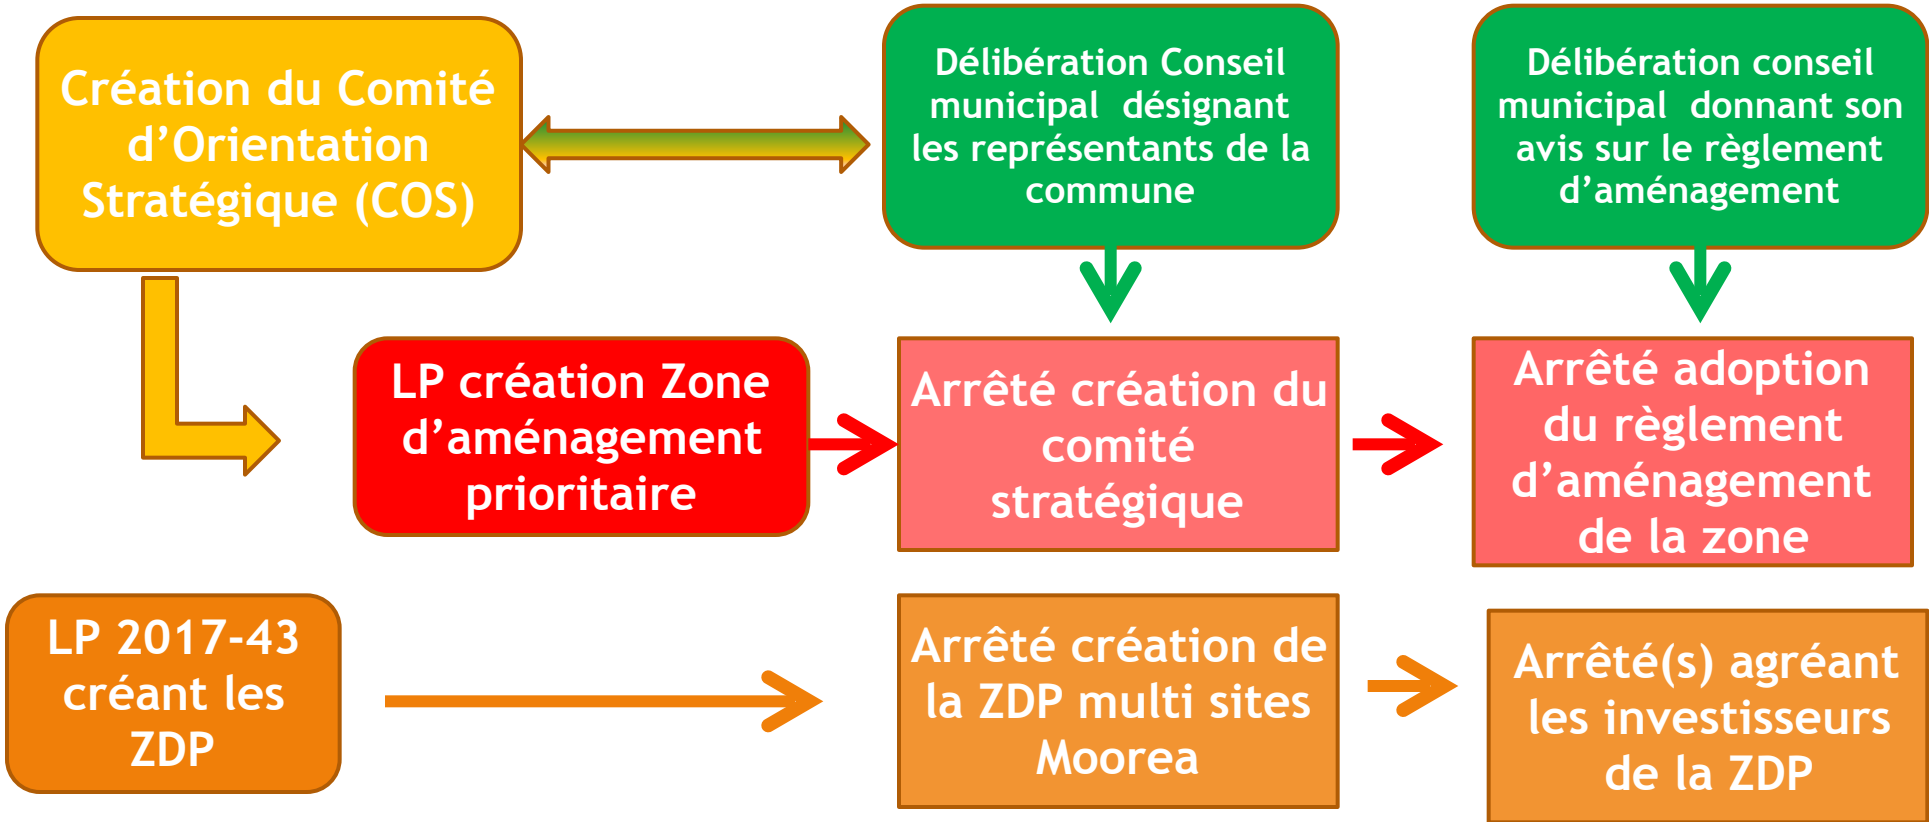 Création du Comité
d’Orientation
Stratégique (COS)
Délibération Conseil
municipal désignant
les représentants de la
commune
Délibération conseil
municipal donnant son
avis sur le règlement
d’aménagement
LP création Zone
d’aménagement
prioritaire
Arrêté création du
comité
stratégique
Arrêté adoption
du règlement
d’aménagement
de la zone
LP 2017-43
créant les
ZDP
Arrêté création de
la ZDP multi sites
Moorea
Arrêté(s) agréant
les investisseurs
de la ZDP